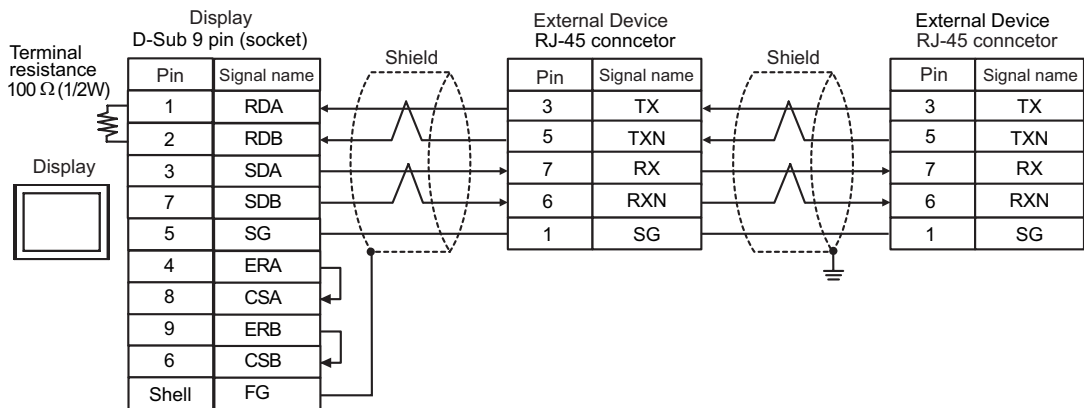 Display
D-Sub 9 pin (socket)
External Device
RJ-45 conncetor
External Device
RJ-45 conncetor
Terminal
resistance
100 Ω (1/2W)
Display
Shield
Shield
Pin Signal name
1 RDA
2 RDB
3 SDA
7 SDB
5 SG
4 ERA
8 CSA
9 ERB
6 CSB
Shell FG
Pin Signal name
3 TX
5 TXN
7 RX
6 RXN
1 SG
Pin Signal name
3 TX
5 TXN
7 RX
6 RXN
1 SG